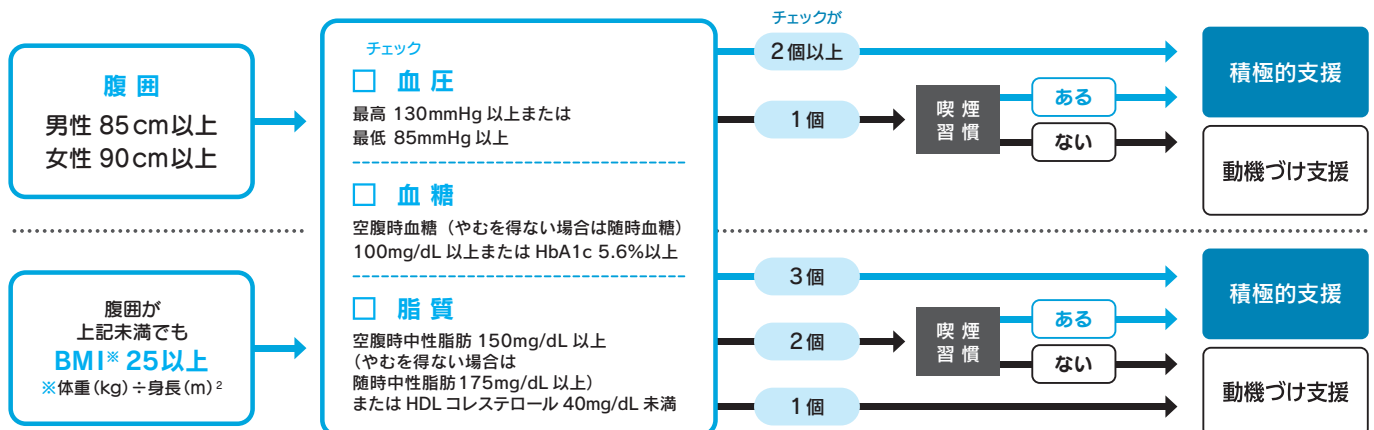 腹囲
男性 85cm以上
女性 90cm以上
腹囲が
上記未満でも
BMI※ 25以上
※体重(kg)÷身長(m)²
チェック
□ 血圧
最高 130mmHg 以上または
最低 85mmHg 以上
□ 血糖
空腹時血糖（やむを得ない場合は随時血糖）
100mg/dL 以上または HbA1c 5.6%以上
□ 脂質
空腹時中性脂肪 150mg/dL 以上
（やむを得ない場合は
随時中性脂肪 175mg/dL 以上）
または HDL コレステロール 40mg/dL 未満
チェックが
2個以上
1個
喫煙
習慣
ある
ない
積極的支援
動機づけ支援
3個
2個
1個
喫煙
習慣
ある
ない
積極的支援
動機づけ支援